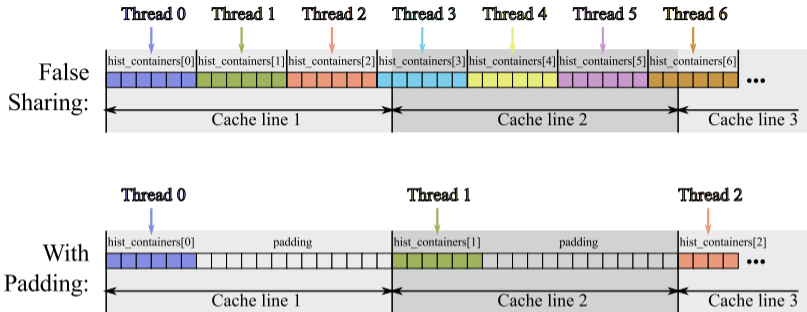 Thread 0 Thread 1 Thread 2 Thread 3 Thread 4 Thread 5 Thread 6
hist_containers[0] hist_containers[1] hist_containers[2] hist_containers[3] hist_containers[4] hist_containers[5] hist_containers[6]
False
Sharing:
...
Cache line 1 Cache line 2 Cache line 3
Thread 0 Thread 1 Thread 2
hist_containers[0] padding hist_containers[1] padding hist_containers[2]
With
Padding:
...
Cache line 1 Cache line 2 Cache line 3